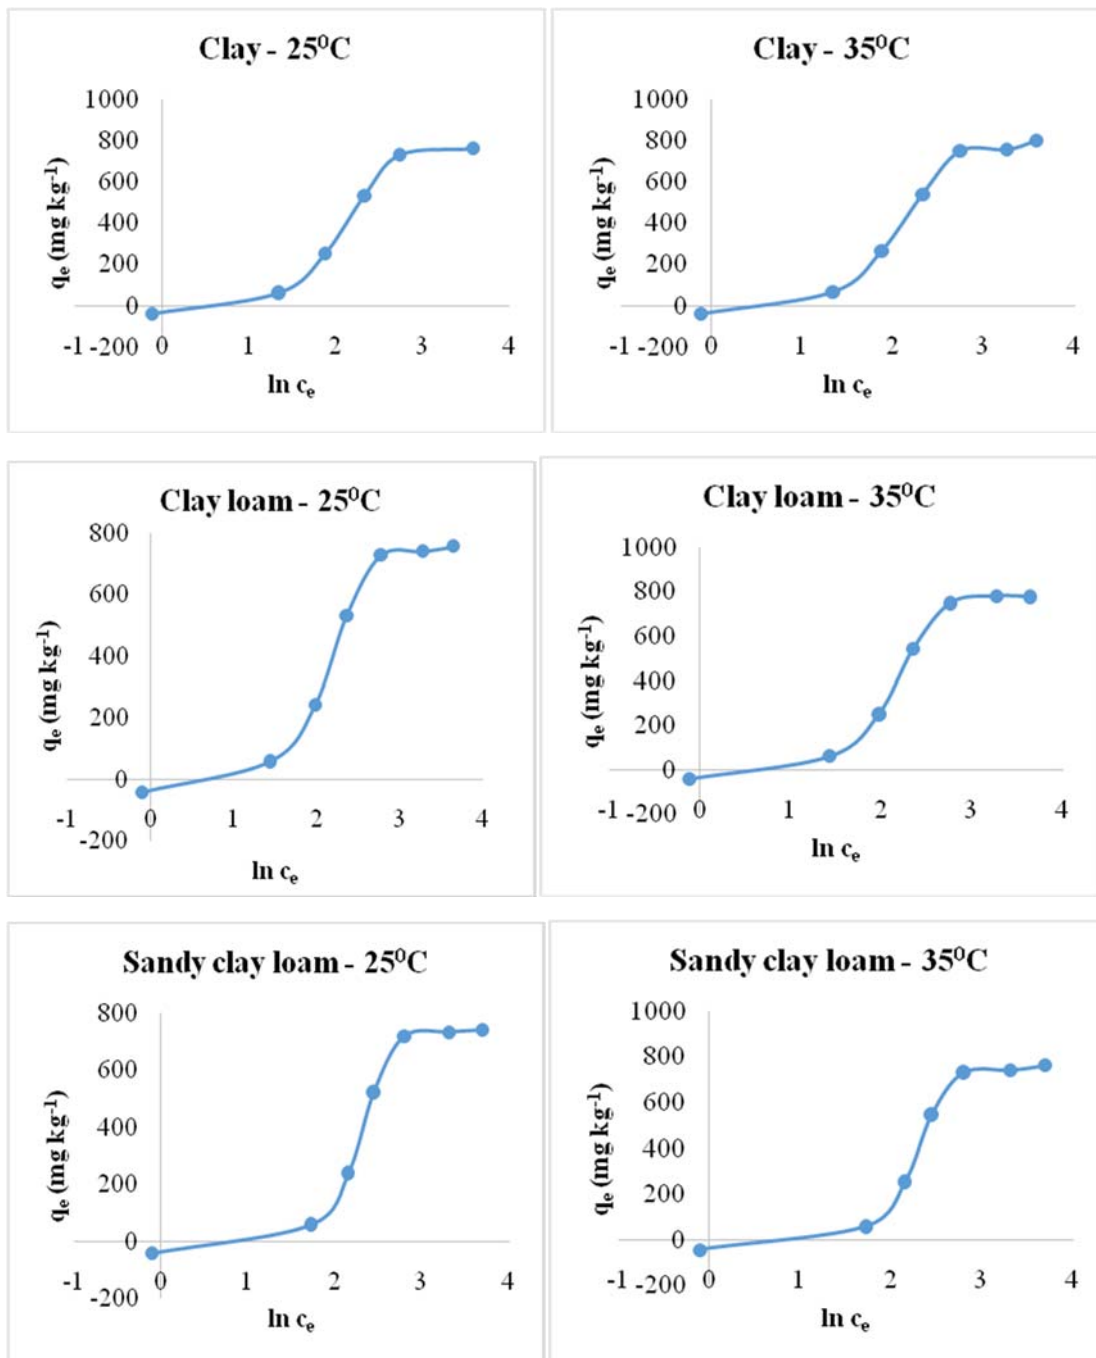 Clay - 25⁰C
1000
800
600
400
200
0
-200
-1 0 1 2 3 4
qₑ (mg kg⁻¹)
ln cₑ
Clay - 35⁰C
1000
800
600
400
200
0
-200
-1 0 1 2 3 4
qₑ (mg kg⁻¹)
ln cₑ
Clay loam - 25⁰C
800
600
400
200
0
-200
-1 0 1 2 3 4
qₑ (mg kg⁻¹)
ln cₑ
Clay loam - 35⁰C
1000
800
600
400
200
0
-200
-1 0 1 2 3 4
qₑ (mg kg⁻¹)
ln cₑ
Sandy clay loam - 25⁰C
800
600
400
200
0
-200
-1 0 1 2 3 4
qₑ (mg kg⁻¹)
ln cₑ
Sandy clay loam - 35⁰C
1000
800
600
400
200
0
-200
-1 0 1 2 3 4
qₑ (mg kg⁻¹)
ln cₑ